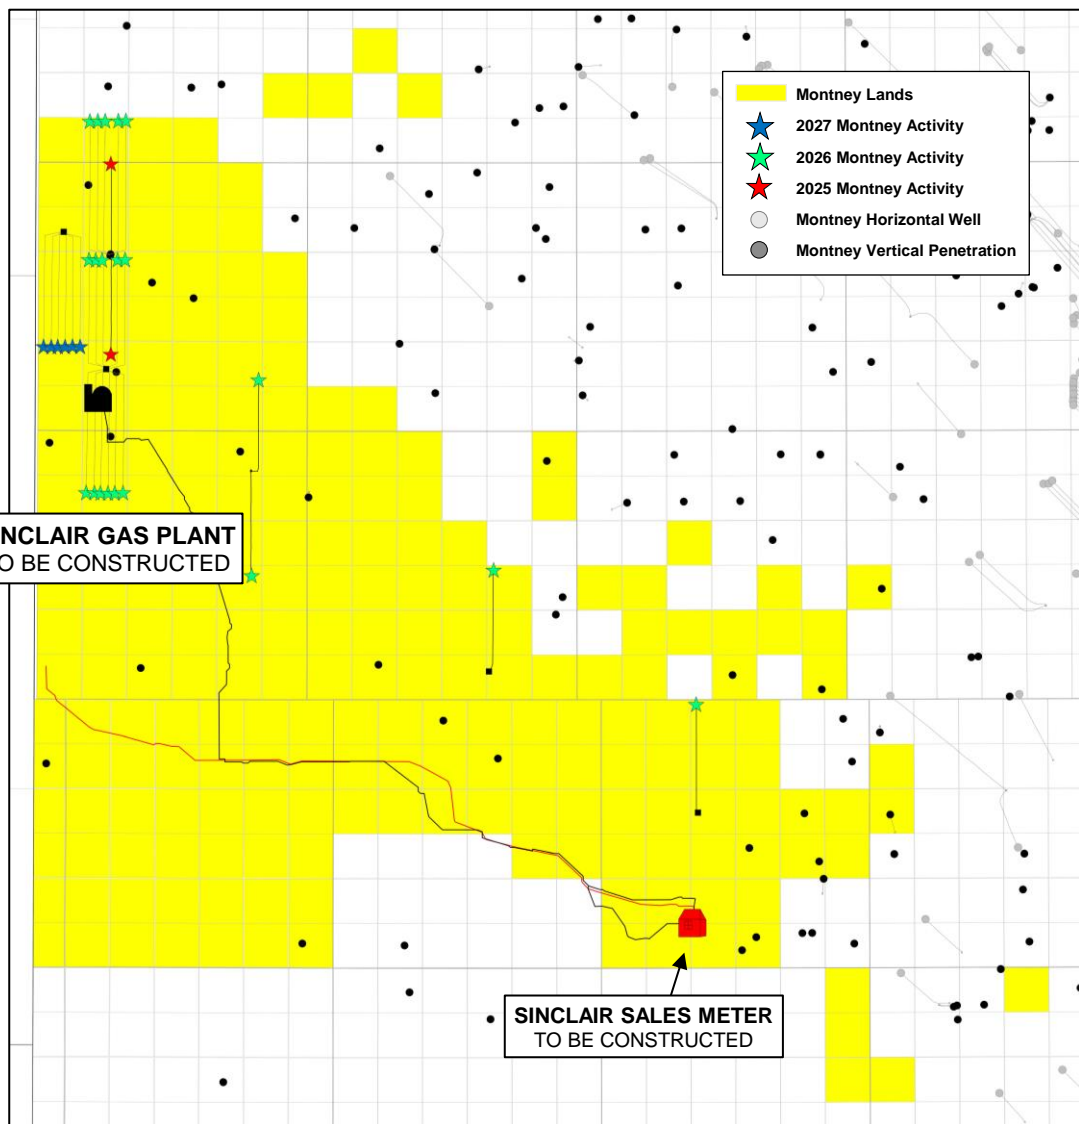 Montney Lands
2027 Montney Activity
2026 Montney Activity
2025 Montney Activity
Montney Horizontal Well
Montney Vertical Penetration
NCLAIR GAS PLANT
O BE CONSTRUCTED
SINCLAIR SALES METER
TO BE CONSTRUCTED